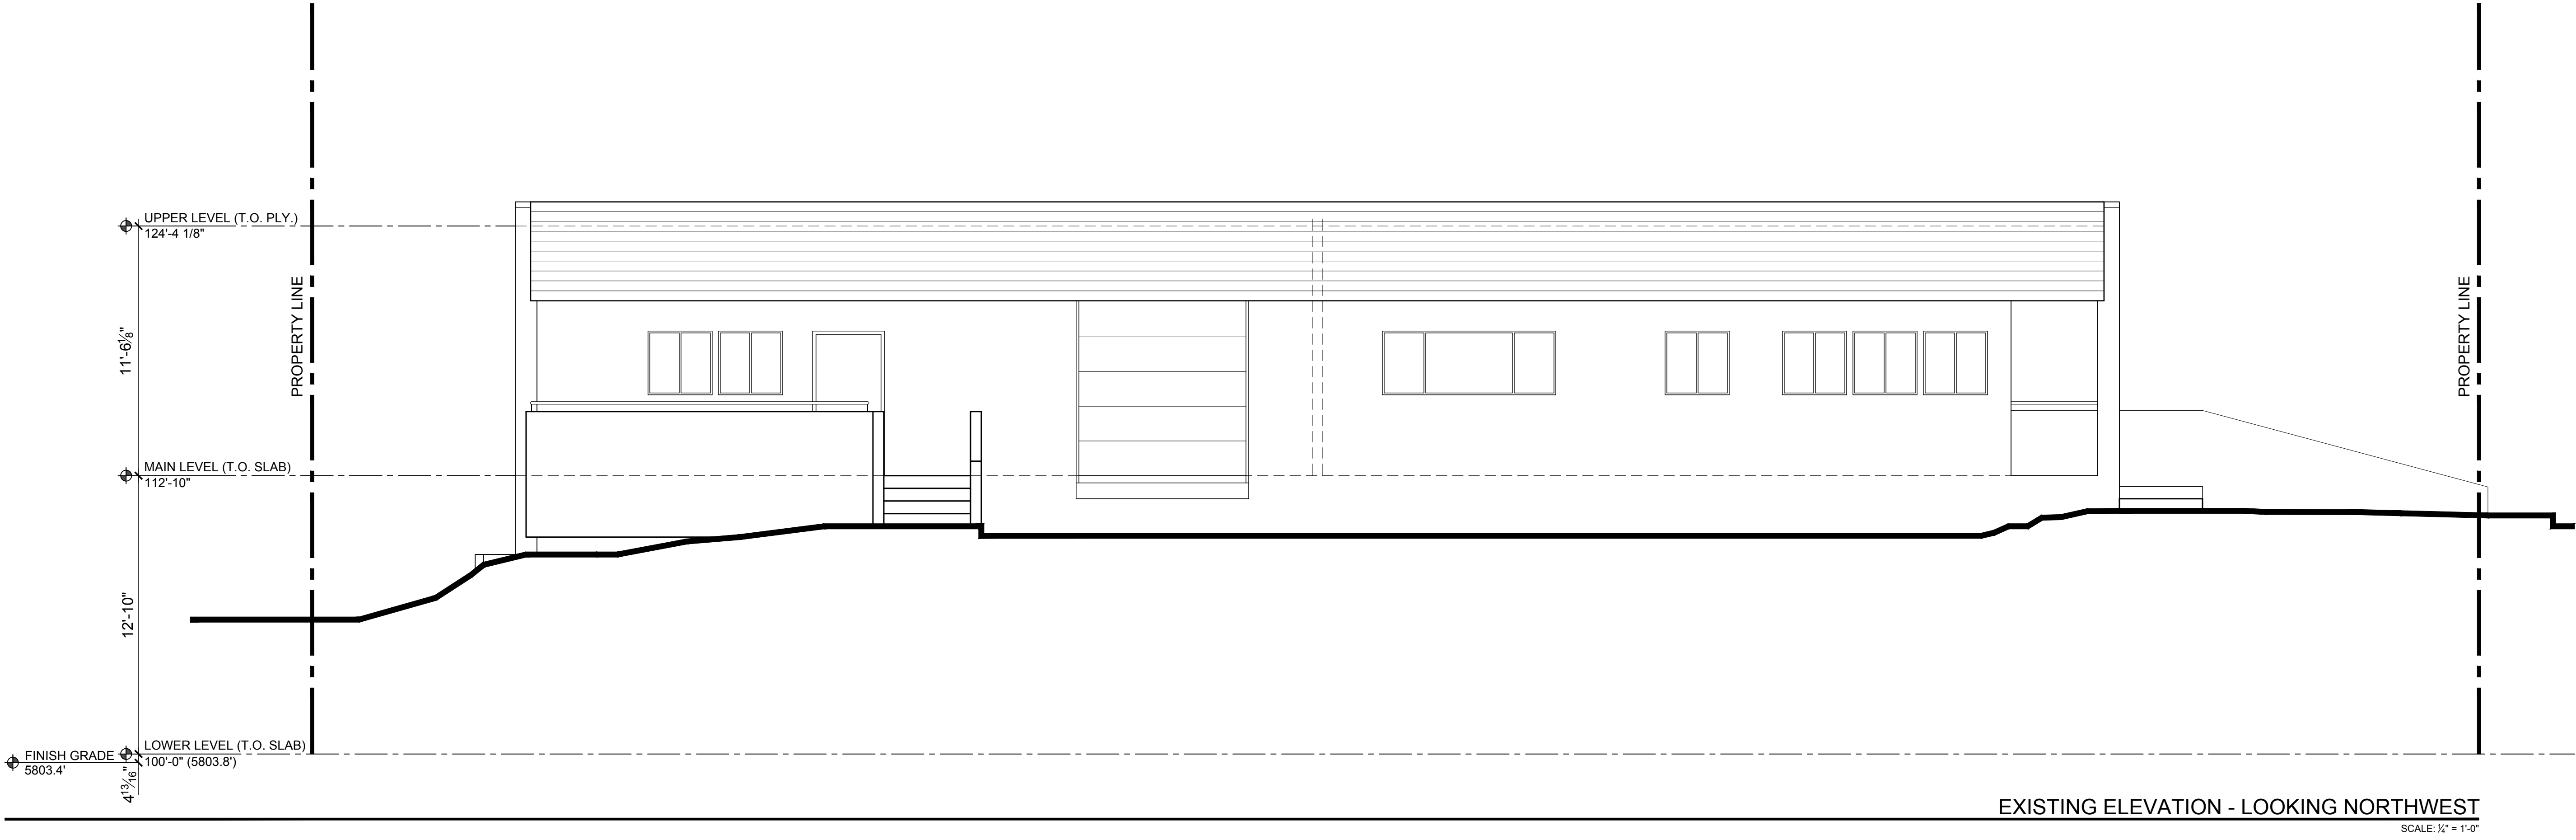 UPPER LEVEL (T.O. PLY.)
124'-4 1/8"
PROPERTY LINE
PROPERTY LINE
11'-6⅛"
MAIN LEVEL (T.O. SLAB)
112'-10"
12'-10"
LOWER LEVEL (T.O. SLAB)
100'-0" (5803.8')
FINISH GRADE
5803.4'
4¹³⁄₁₆"
EXISTING ELEVATION - LOOKING NORTHWEST
SCALE: ¼" = 1'-0"